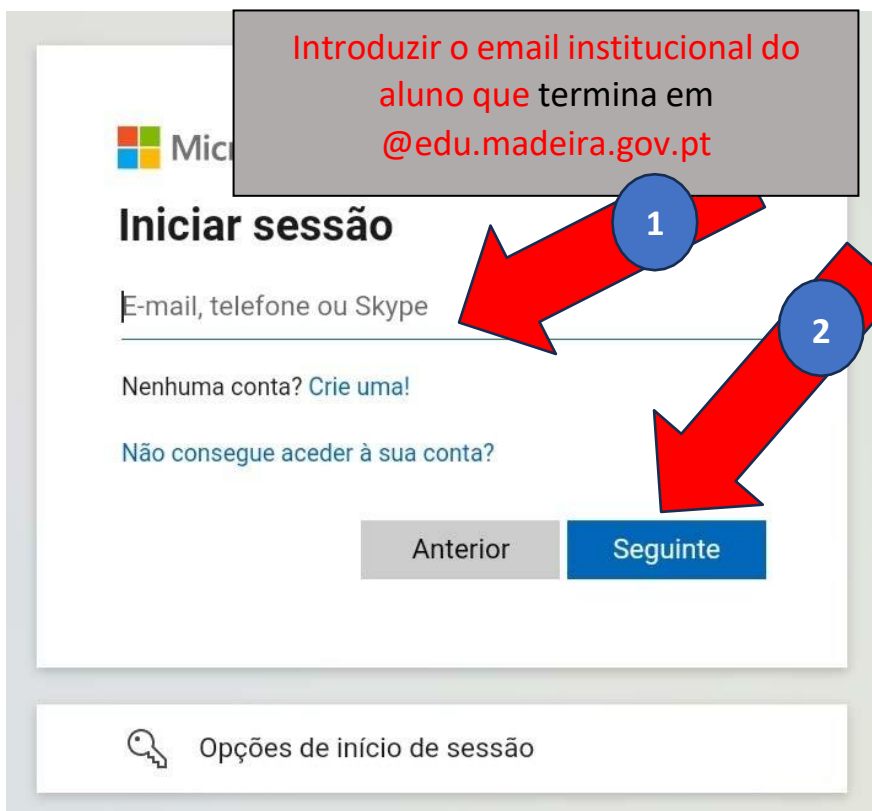 Introduzir o email institucional do
aluno que termina em
@edu.madeira.gov.pt
Micr
Iniciar sessão
1
E-mail, telefone ou Skype
2
Nenhuma conta? Crie uma!
Não consegue aceder à sua conta?
Anterior Seguinte
Opções de início de sessão